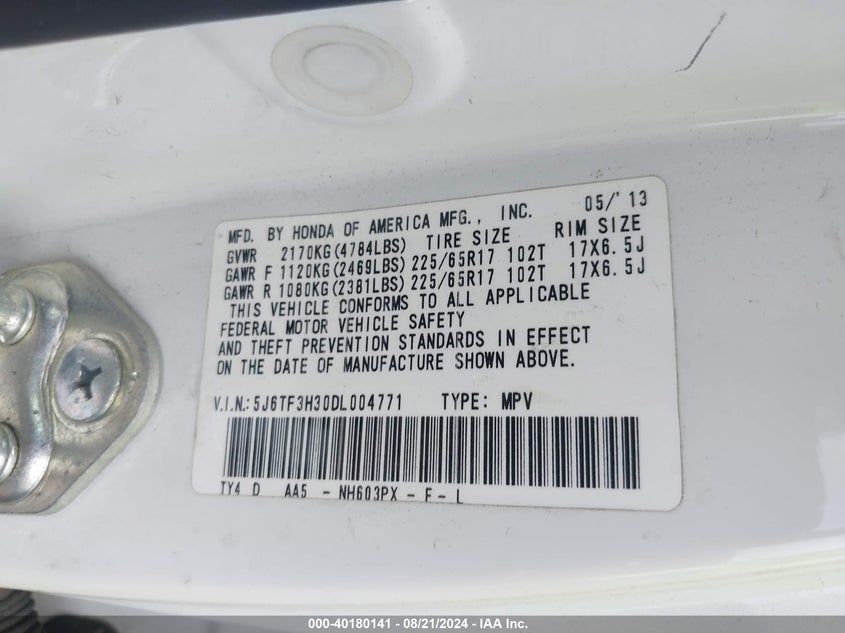 MFD. BY HONDA OF AMERICA MFG., INC. 05/'13
GVWR 2170KG(4784LBS) TIRE SIZE RIM SIZE
GAWR F 1120KG(2469LBS) 225/65R17 102T 17X6.5J
GAWR R 1080KG(2381LBS) 225/65R17 102T 17X6.5J
THIS VEHICLE CONFORMS TO ALL APPLICABLE
FEDERAL MOTOR VEHICLE SAFETY
AND THEFT PREVENTION STANDARDS IN EFFECT
ON THE DATE OF MANUFACTURE SHOWN ABOVE.
V.I.N.: 5J6TF3H30DL004771 TYPE: MPV
TY4 D AA5 - NH603PX - F - L
000-40180141 - 08/21/2024 - IAA Inc.